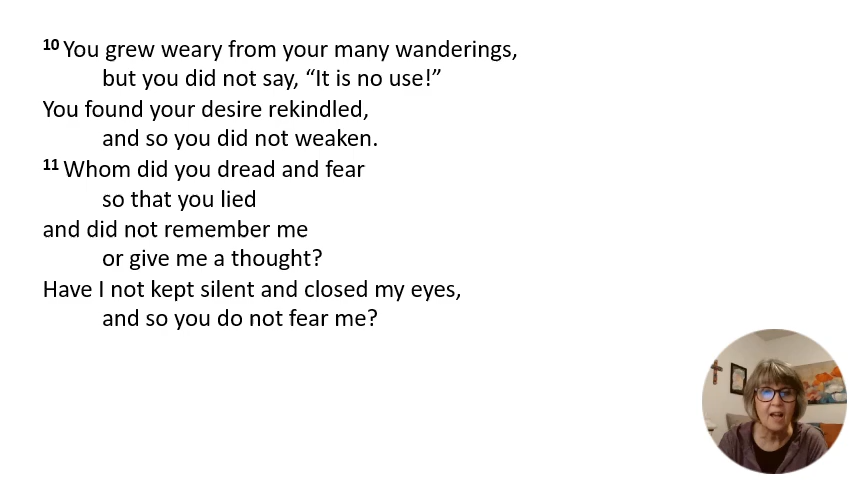 10 You grew weary from your many wanderings,
but you did not say, “It is no use!”
You found your desire rekindled,
and so you did not weaken.
11 Whom did you dread and fear
so that you lied
and did not remember me
or give me a thought?
Have I not kept silent and closed my eyes,
and so you do not fear me?